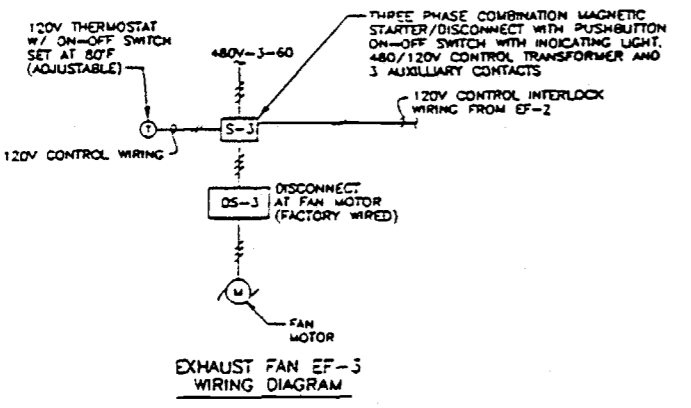 120V THERMOSTAT
W/ ON-OFF SWITCH
SET AT 80°F
(ADJUSTABLE)
480V-3-60
THREE PHASE COMBINATION MAGNETIC
STARTER/DISCONNECT WITH PUSHBUTTON
ON-OFF SWITCH WITH INDICATING LIGHT,
480/120V CONTROL TRANSFORMER AND
3 AUXILLIARY CONTACTS
120V CONTROL INTERLOCK
WIRING FROM EF-2
T
S-3
120V CONTROL WIRING
DS-3
DISCONNECT
AT FAN MOTOR
(FACTORY WIRED)
M
FAN
MOTOR
EXHAUST FAN EF-3
WIRING DIAGRAM